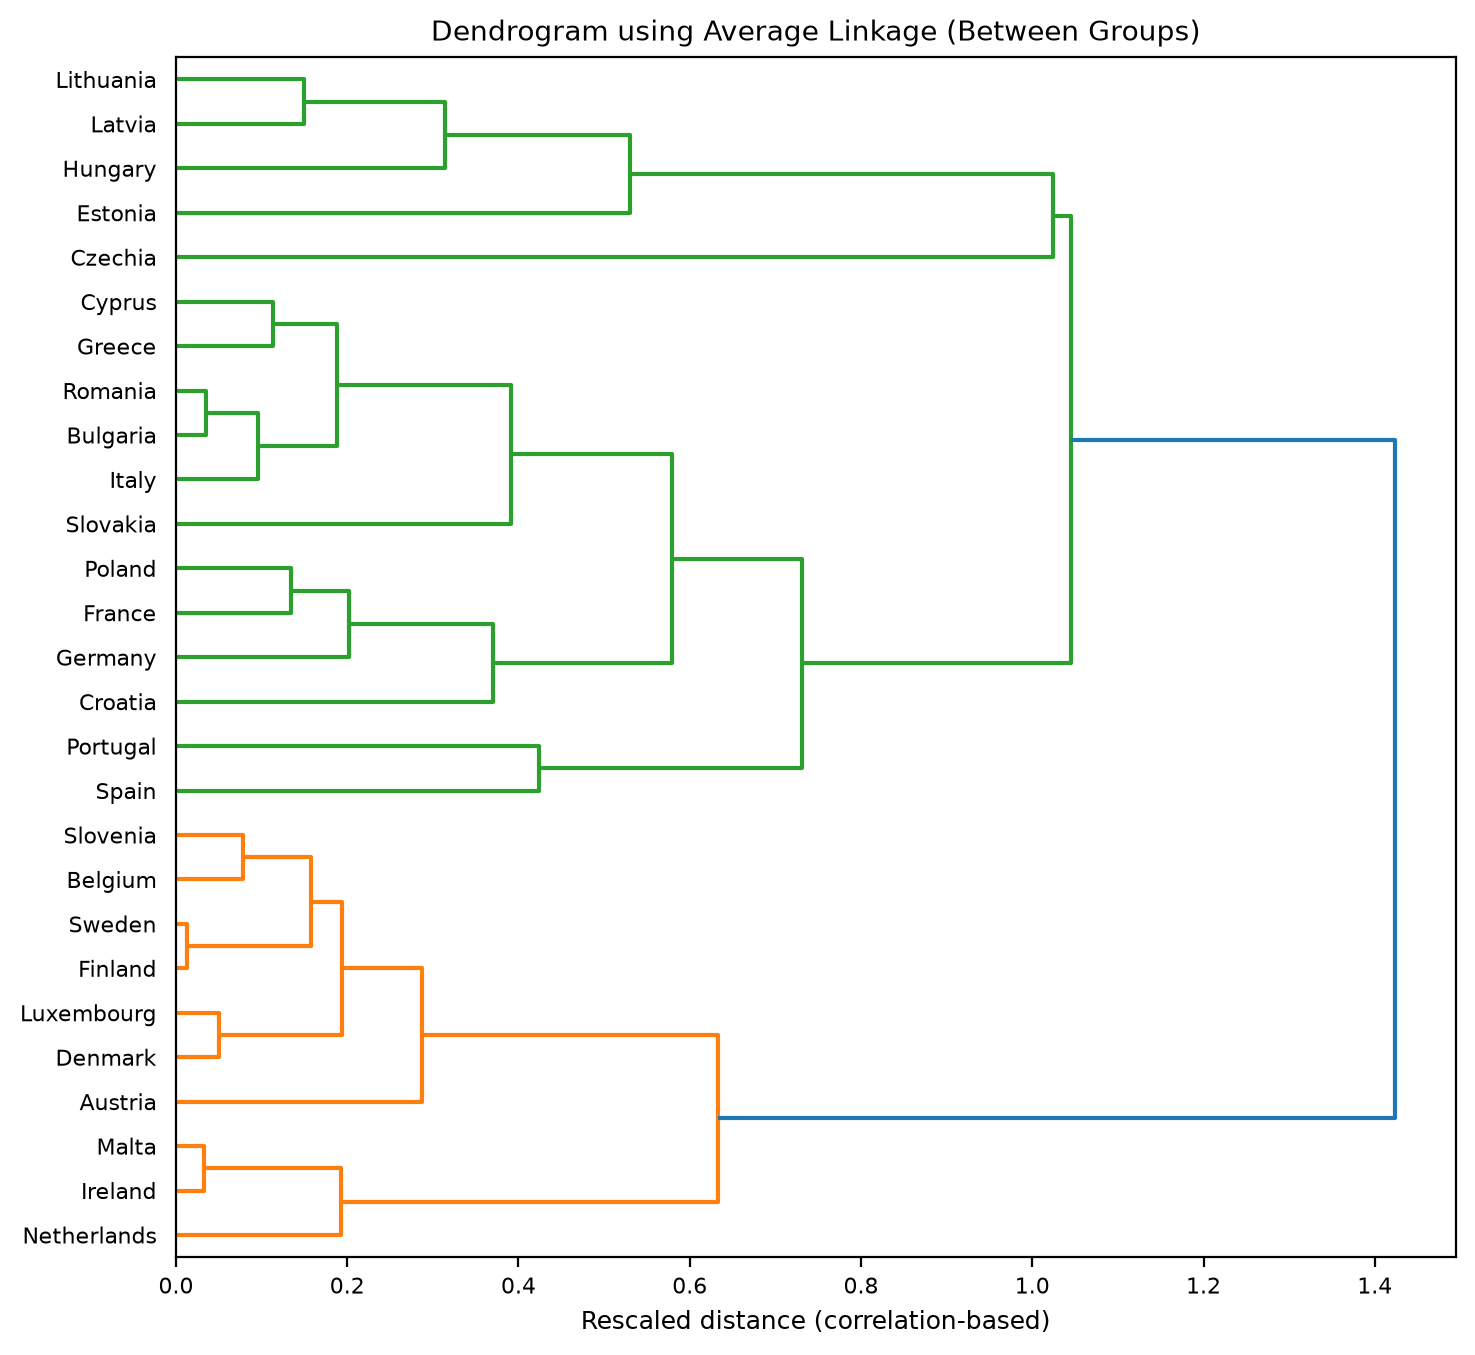 Dendrogram using Average Linkage (Between Groups)
Lithuania
Latvia
Hungary
Estonia
Czechia
Cyprus
Greece
Romania
Bulgaria
Italy
Slovakia
Poland
France
Germany
Croatia
Portugal
Spain
Slovenia
Belgium
Sweden
Finland
Luxembourg
Denmark
Austria
Malta
Ireland
Netherlands
0.0 0.2 0.4 0.6 0.8 1.0 1.2 1.4
Rescaled distance (correlation-based)